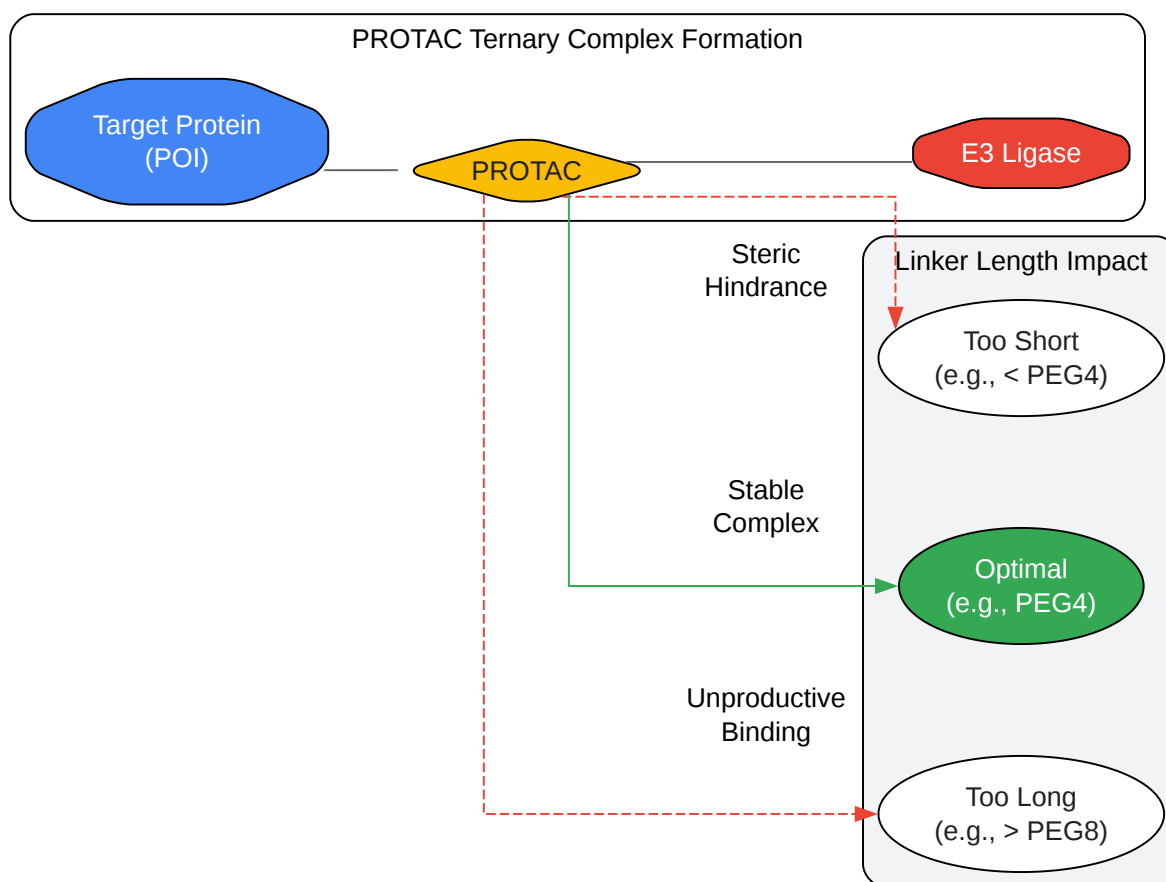 PROTAC Ternary Complex Formation
Target Protein
(POI)
PROTAC
E3 Ligase
Steric
Hindrance
Linker Length Impact
Too Short
(e.g., < PEG4)
Stable
Complex
Optimal
(e.g., PEG4)
Unproductive
Binding
Too Long
(e.g., > PEG8)